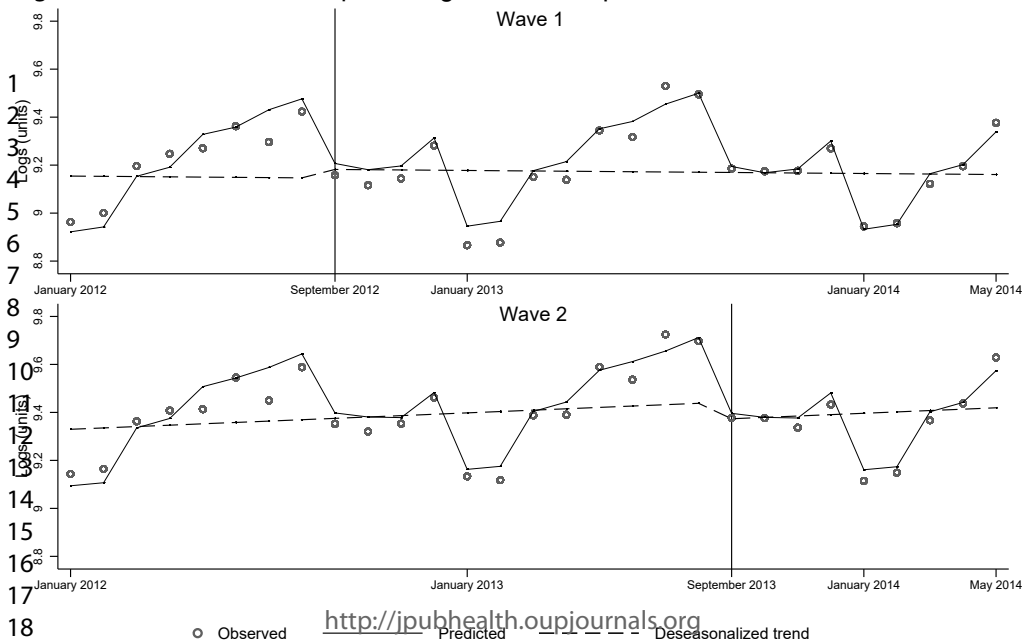 Wave 1
9.8
9.6
9.4
9.2
9
8.8
Logs (units)
January 2012
September 2012
January 2013
January 2014
May 2014
Wave 2
9.8
9.6
9.4
9.2
9
8.8
Logs (units)
January 2012
January 2013
September 2013
January 2014
May 2014
Observed
Predicted
Deseasonalized trend
1
2
3
4
5
6
7
8
9
10
11
12
13
14
15
16
17
18
http://jpubhealth.oupjournals.org